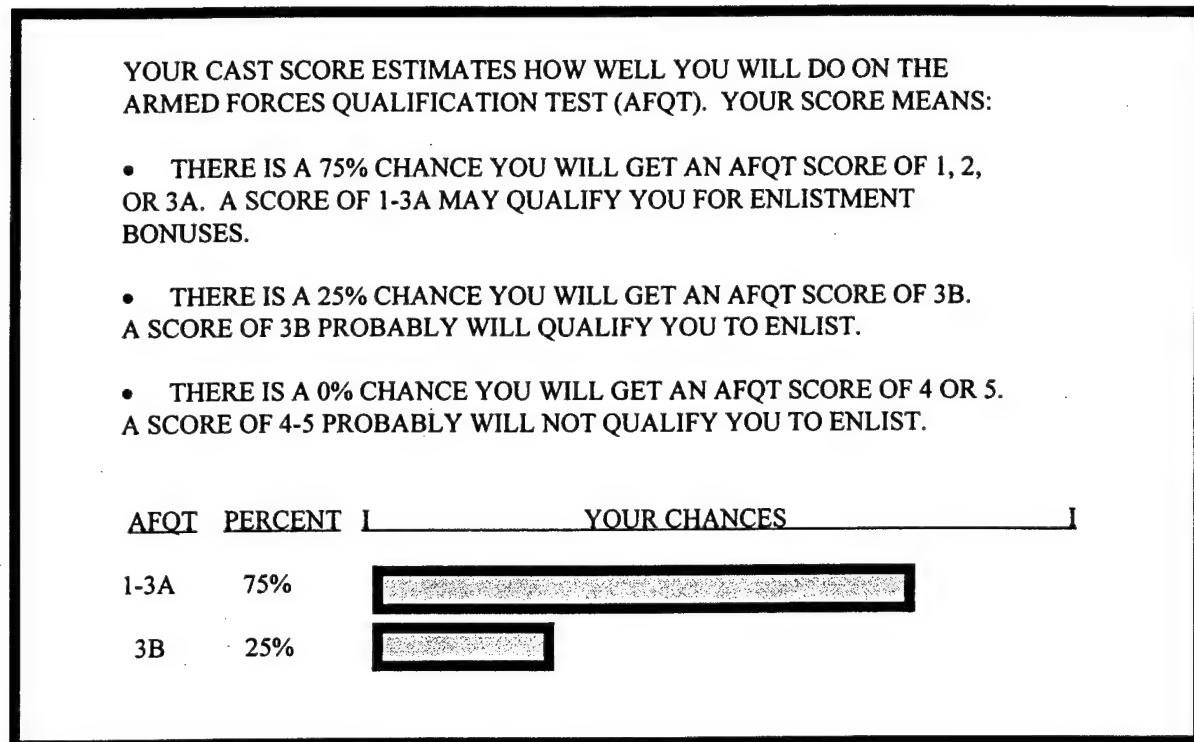 YOUR CAST SCORE ESTIMATES HOW WELL YOU WILL DO ON THE
ARMED FORCES QUALIFICATION TEST (AFQT). YOUR SCORE MEANS:
• THERE IS A 75% CHANCE YOU WILL GET AN AFQT SCORE OF 1, 2,
OR 3A. A SCORE OF 1-3A MAY QUALIFY YOU FOR ENLISTMENT
BONUSES.
• THERE IS A 25% CHANCE YOU WILL GET AN AFQT SCORE OF 3B.
A SCORE OF 3B PROBABLY WILL QUALIFY YOU TO ENLIST.
• THERE IS A 0% CHANCE YOU WILL GET AN AFQT SCORE OF 4 OR 5.
A SCORE OF 4-5 PROBABLY WILL NOT QUALIFY YOU TO ENLIST.
AFQT PERCENT I YOUR CHANCES I
1-3A 75%
3B 25%